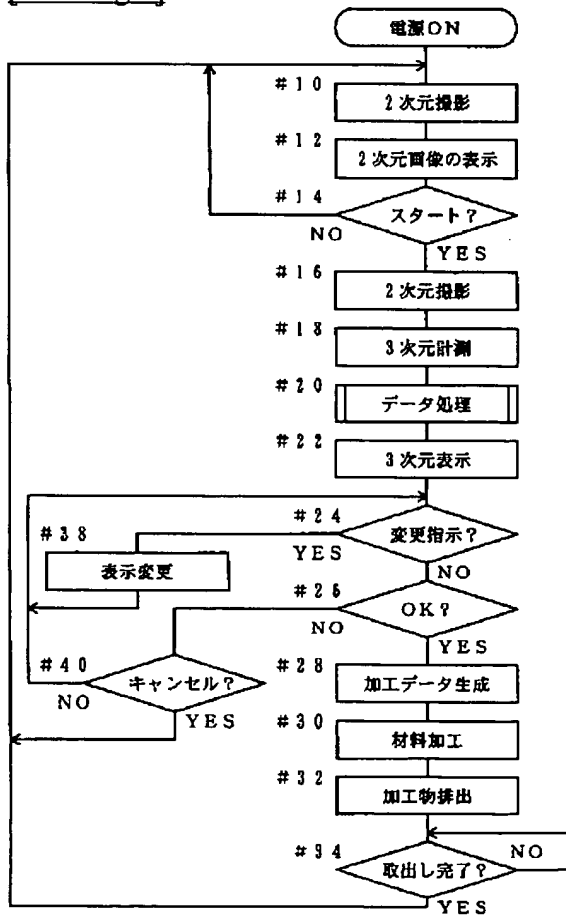 電源ON
#10
2次元撮影
#12
2次元画像の表示
#14
スタート?
NO
YES
#16
2次元撮影
#18
3次元計測
#20
データ処理
#22
3次元表示
#24
変更指示?
YES
NO
#38
表示変更
#26
OK?
NO
YES
#40
キャンセル?
NO
YES
#28
加工データ生成
#30
材料加工
#32
加工物排出
#34
取出し完了?
NO
YES